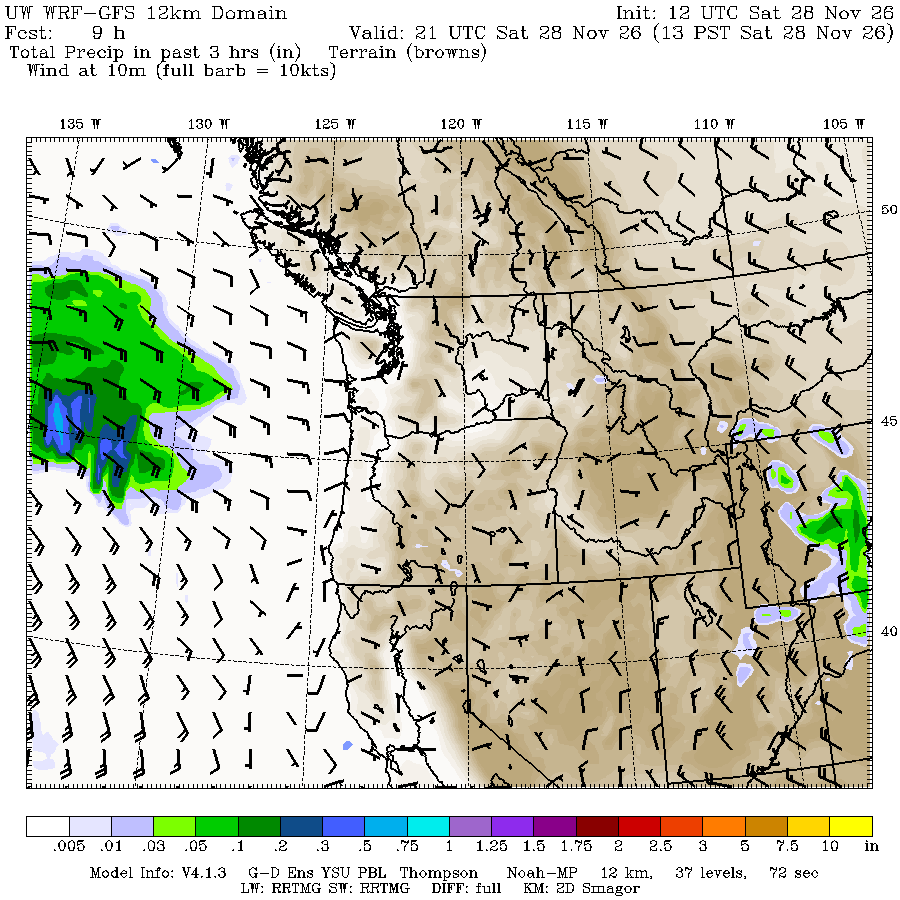 UW WRF-GFS 12km Domain Init: 12 UTC Sat 28 Nov 26
Fcst: 9 h Valid: 21 UTC Sat 28 Nov 26 (13 PST Sat 28 Nov 26)
Total Precip in past 3 hrs (in) Terrain (browns)
Wind at 10m (full barb = 10kts)
135 W 130 W 125 W 120 W 115 W 110 W 105 W
50
45
40
.005 .01 .03 .05 .1 .2 .3 .5 .75 1 1.25 1.5 1.75 2 2.5 3 5 7.5 10 in
Model Info: V4.1.3 G-D Ens YSU PBL Thompson Noah-MP 12 km, 37 levels, 72 sec
LW: RRTMG SW: RRTMG DIFF: full KM: 2D Smagor